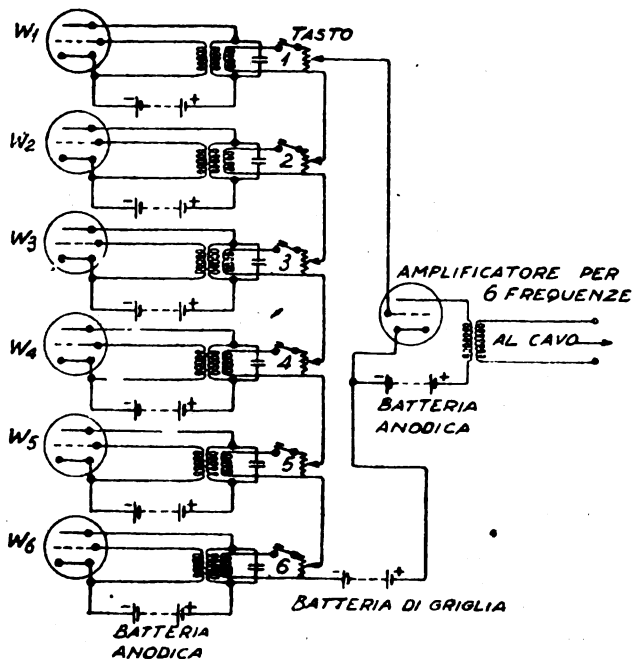 W1
TASTO
1
- +
W2
2
- +
W3
3
- +
AMPLIFICATORE PER
6 FREQUENZE
AL CAVO
W4
4
- +
- +
BATTERIA
ANODICA
W5
5
- +
W6
6
- +
- +
BATTERIA DI GRIGLIA
BATTERIA
ANODICA